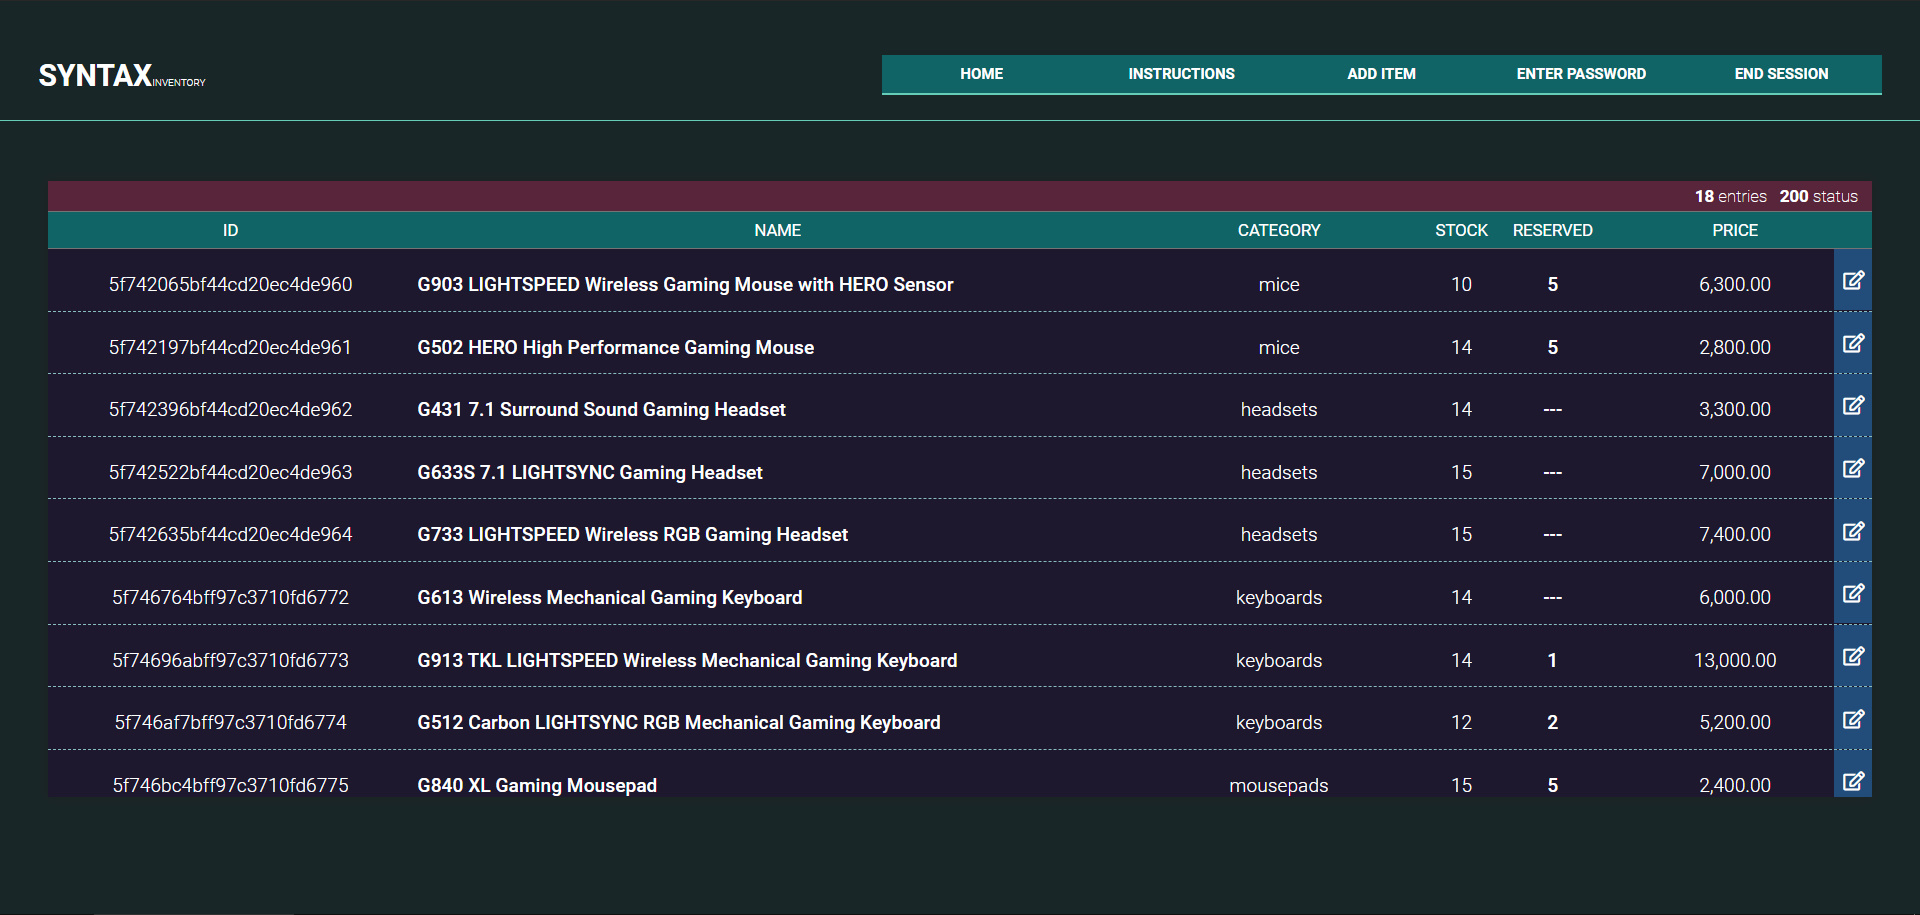 SYNTAX INVENTORY
HOME INSTRUCTIONS ADD ITEM ENTER PASSWORD END SESSION
18 entries 200 status
ID NAME CATEGORY STOCK RESERVED PRICE
5f742065bf44cd20ec4de960 G903 LIGHTSPEED Wireless Gaming Mouse with HERO Sensor mice 10 5 6,300.00
5f742197bf44cd20ec4de961 G502 HERO High Performance Gaming Mouse mice 14 5 2,800.00
5f742396bf44cd20ec4de962 G431 7.1 Surround Sound Gaming Headset headsets 14 --- 3,300.00
5f742522bf44cd20ec4de963 G633S 7.1 LIGHTSYNC Gaming Headset headsets 15 --- 7,000.00
5f742635bf44cd20ec4de964 G733 LIGHTSPEED Wireless RGB Gaming Headset headsets 15 --- 7,400.00
5f746764bff97c3710fd6772 G613 Wireless Mechanical Gaming Keyboard keyboards 14 --- 6,000.00
5f74696abff97c3710fd6773 G913 TKL LIGHTSPEED Wireless Mechanical Gaming Keyboard keyboards 14 1 13,000.00
5f746af7bff97c3710fd6774 G512 Carbon LIGHTSYNC RGB Mechanical Gaming Keyboard keyboards 12 2 5,200.00
5f746bc4bff97c3710fd6775 G840 XL Gaming Mousepad mousepads 15 5 2,400.00